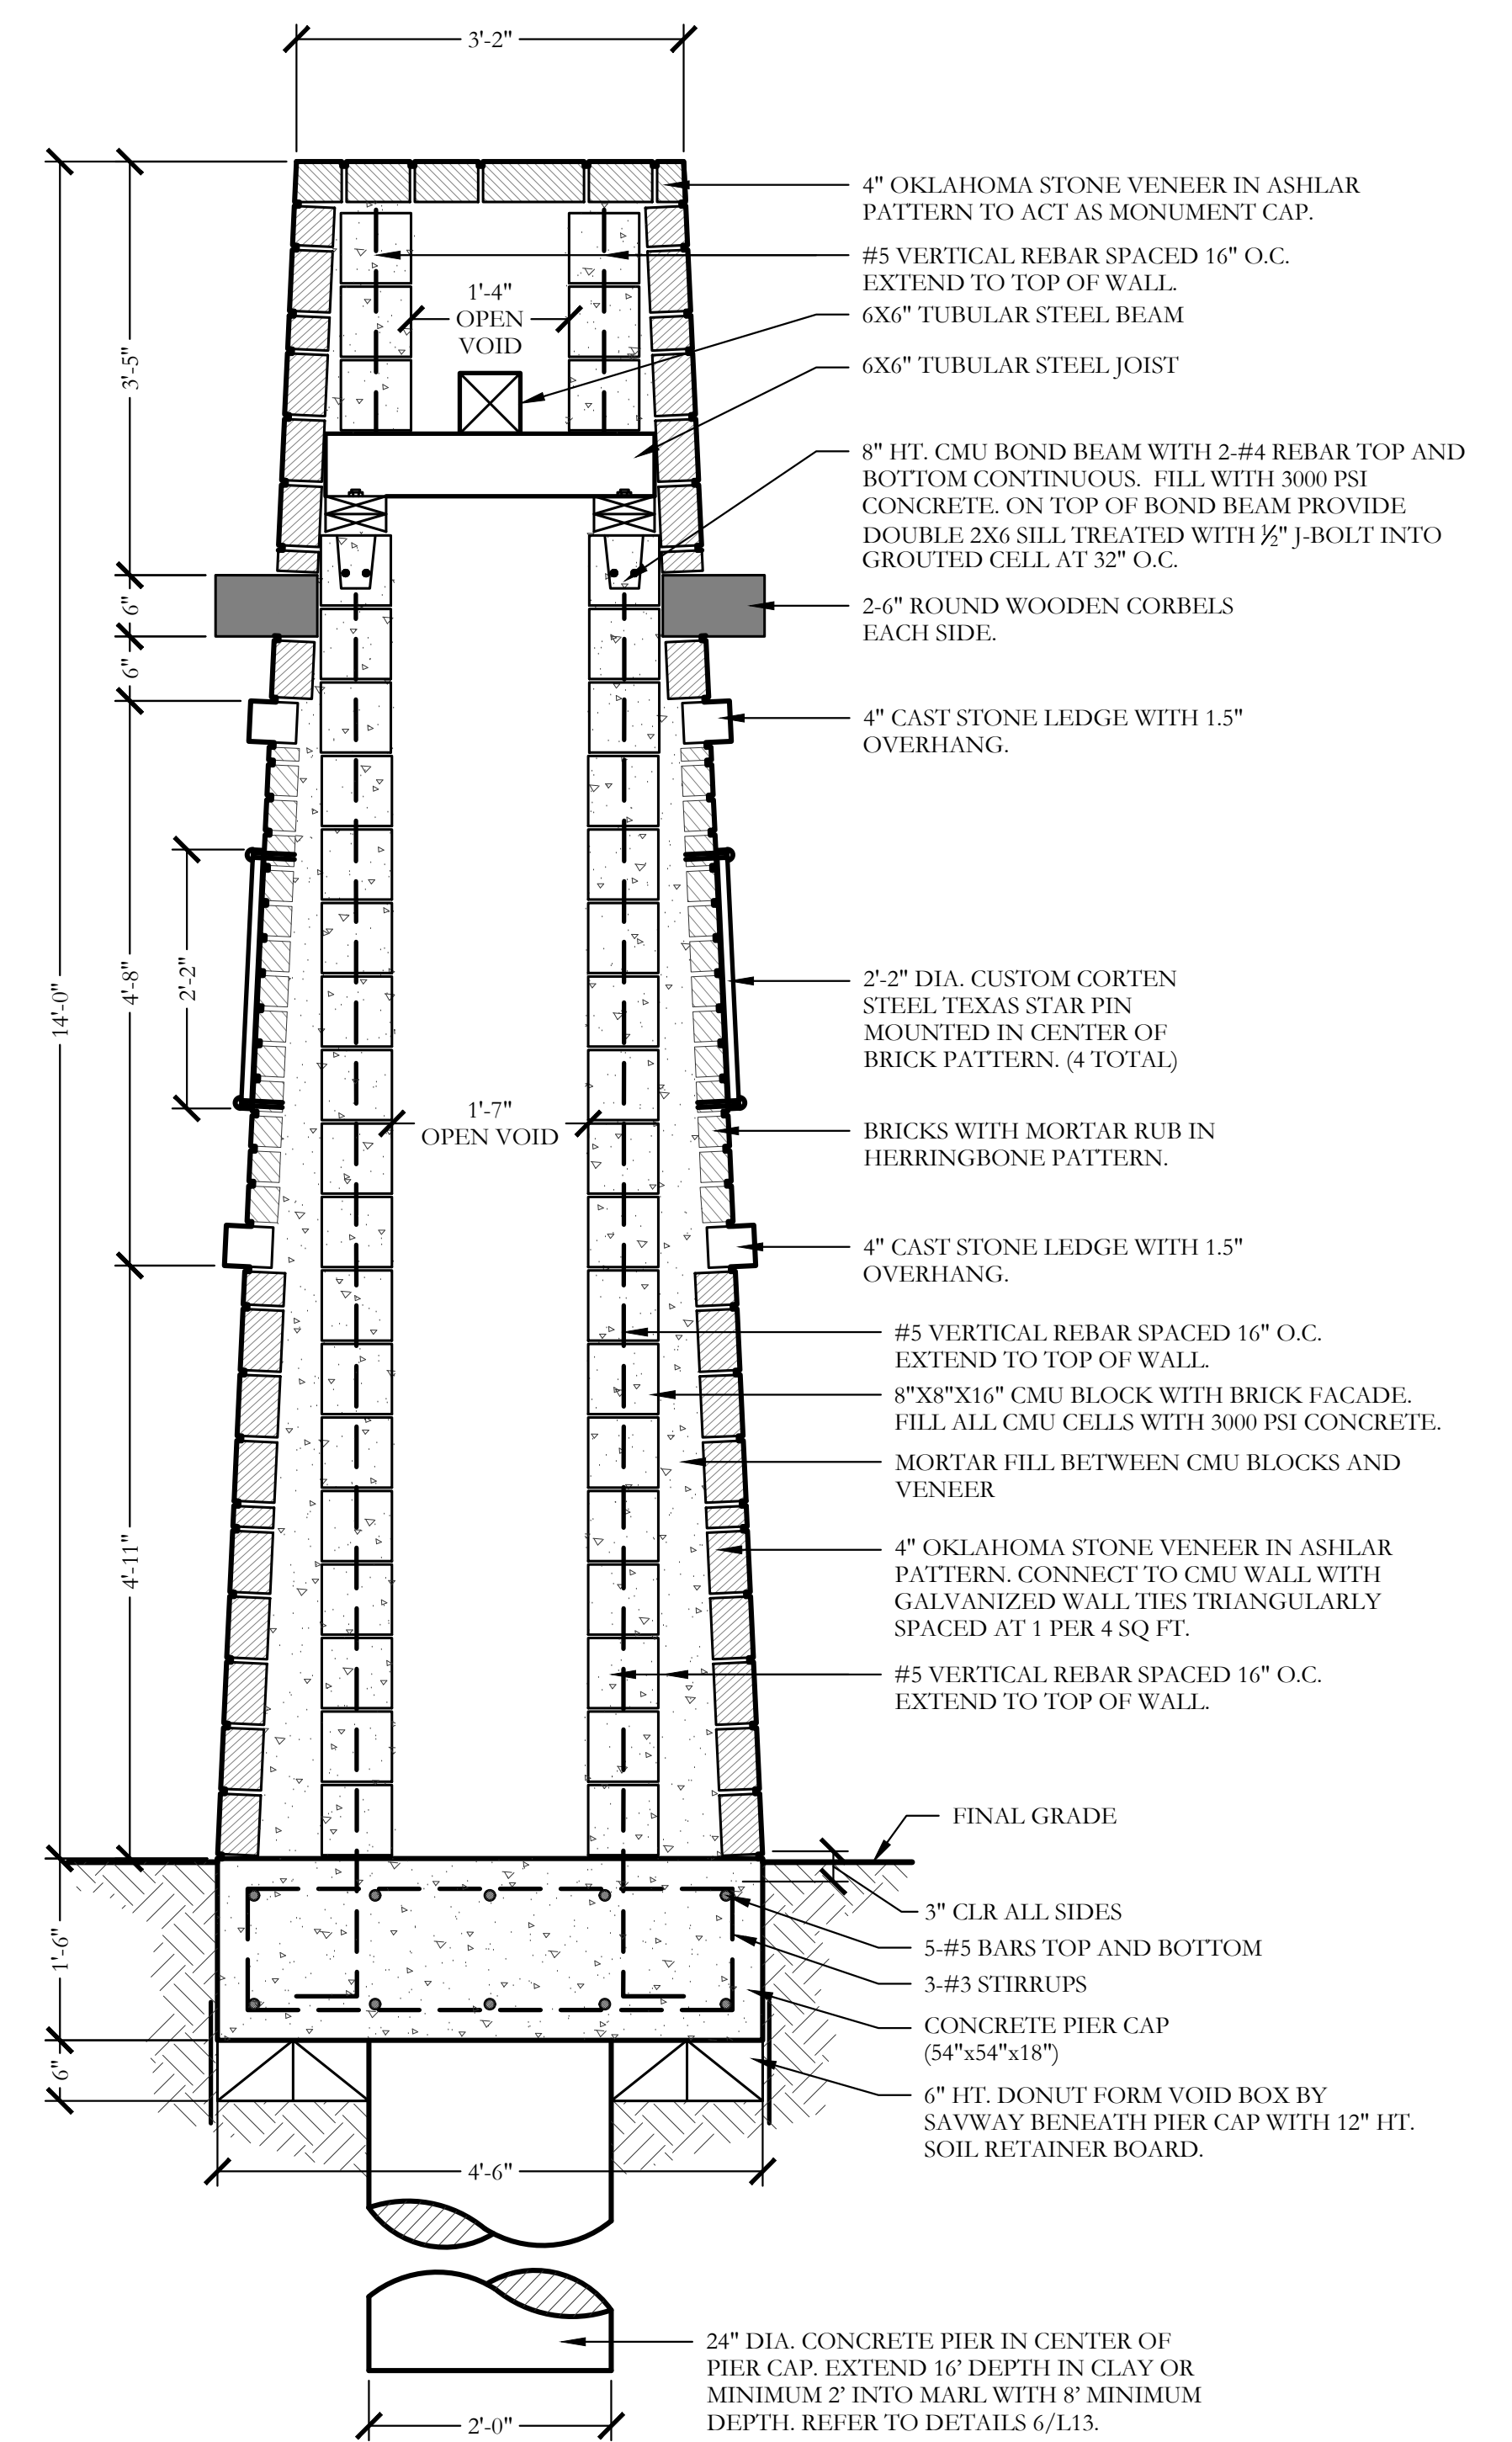 3'-2"
4" OKLAHOMA STONE VENEER IN ASHLAR
PATTERN TO ACT AS MONUMENT CAP.
#5 VERTICAL REBAR SPACED 16" O.C.
EXTEND TO TOP OF WALL.
1'-4"
OPEN
VOID
6X6" TUBULAR STEEL BEAM
3'-5"
6X6" TUBULAR STEEL JOIST
8" HT. CMU BOND BEAM WITH 2-#4 REBAR TOP AND
BOTTOM CONTINUOUS. FILL WITH 3000 PSI
CONCRETE. ON TOP OF BOND BEAM PROVIDE
DOUBLE 2X6 SILL TREATED WITH ½" J-BOLT INTO
GROUTED CELL AT 32" O.C.
6"
2-6" ROUND WOODEN CORBELS
EACH SIDE.
6"
4" CAST STONE LEDGE WITH 1.5"
OVERHANG.
14'-0"
4'-8"
2'-2"
2'-2" DIA. CUSTOM CORTEN
STEEL TEXAS STAR PIN
MOUNTED IN CENTER OF
BRICK PATTERN. (4 TOTAL)
1'-7"
OPEN VOID
BRICKS WITH MORTAR RUB IN
HERRINGBONE PATTERN.
4" CAST STONE LEDGE WITH 1.5"
OVERHANG.
#5 VERTICAL REBAR SPACED 16" O.C.
EXTEND TO TOP OF WALL.
8"X8"X16" CMU BLOCK WITH BRICK FACADE.
FILL ALL CMU CELLS WITH 3000 PSI CONCRETE.
MORTAR FILL BETWEEN CMU BLOCKS AND
VENEER
4'-11"
4" OKLAHOMA STONE VENEER IN ASHLAR
PATTERN. CONNECT TO CMU WALL WITH
GALVANIZED WALL TIES TRIANGULARLY
SPACED AT 1 PER 4 SQ FT.
#5 VERTICAL REBAR SPACED 16" O.C.
EXTEND TO TOP OF WALL.
FINAL GRADE
3" CLR ALL SIDES
1'-6"
5-#5 BARS TOP AND BOTTOM
3-#3 STIRRUPS
CONCRETE PIER CAP
(54"x54"x18")
6"
6" HT. DONUT FORM VOID BOX BY
SAVWAY BENEATH PIER CAP WITH 12" HT.
SOIL RETAINER BOARD.
4'-6"
24" DIA. CONCRETE PIER IN CENTER OF
PIER CAP. EXTEND 16' DEPTH IN CLAY OR
MINIMUM 2' INTO MARL WITH 8' MINIMUM
DEPTH. REFER TO DETAILS 6/L13.
2'-0"